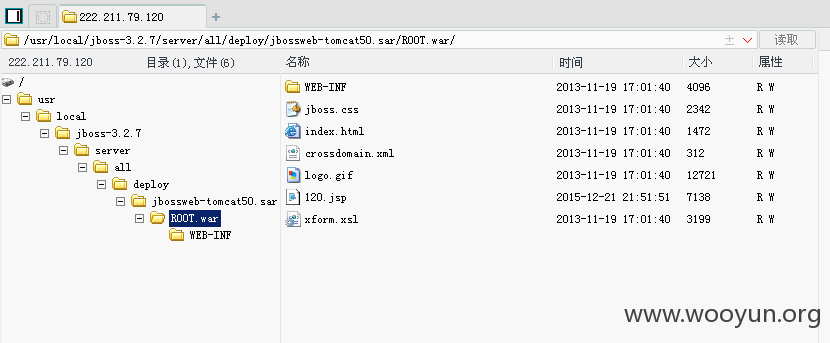 222.211.79.120
/usr/local/jboss-3.2.7/server/all/deploy/jbossweb-tomcat50.sar/ROOT.war/ 读取
222.211.79.120 目录(1),文件(6) 名称 时间 大小 属性
/
usr
local
jboss-3.2.7
server
all
deploy
jbossweb-tomcat50.sar
ROOT.war
WEB-INF
WEB-INF 2013-11-19 17:01:40 4096 R W
jboss.css 2013-11-19 17:01:40 2342 R W
index.html 2013-11-19 17:01:40 1472 R W
crossdomain.xml 2013-11-19 17:01:40 312 R W
logo.gif 2013-11-19 17:01:40 12721 R W
120.jsp 2015-12-21 21:51:51 7138 R W
xform.xsl 2013-11-19 17:01:40 3199 R W
www.wooyun.org